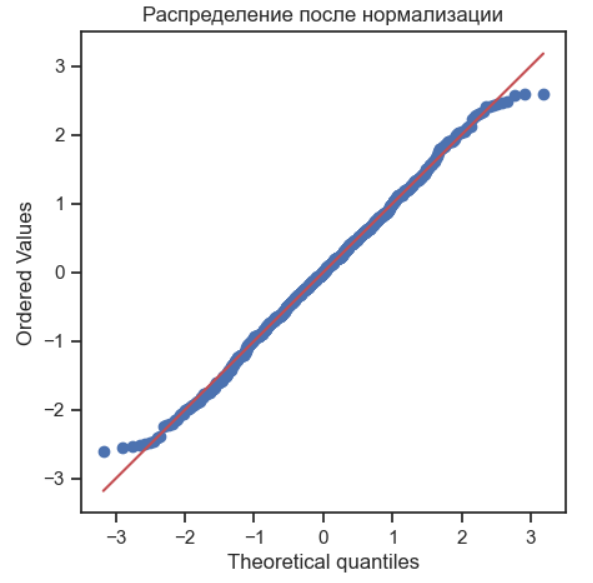 Распределение после нормализации
3
2
1
0
−1
−2
−3
Ordered Values
−3 −2 −1 0 1 2 3
Theoretical quantiles